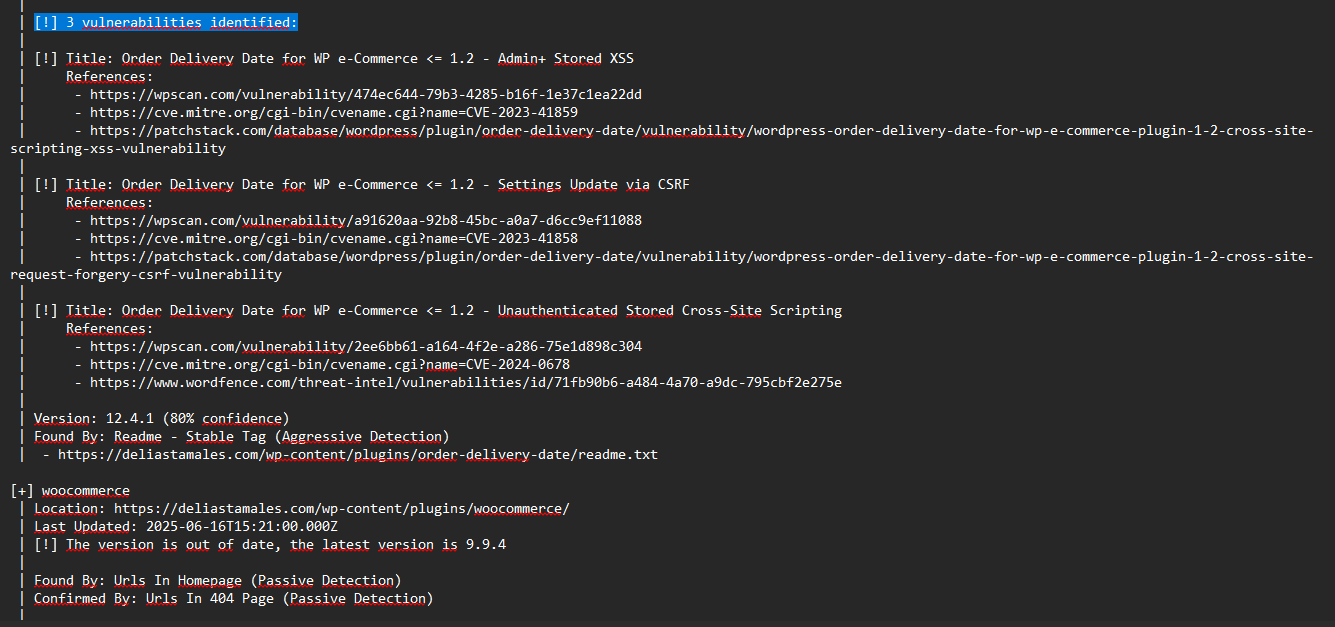 |
| [!] 3 vulnerabilities identified:
|
| [!] Title: Order Delivery Date for WP e-Commerce <= 1.2 - Admin+ Stored XSS
|     References:
|      - https://wpscan.com/vulnerability/474ec644-79b3-4285-b16f-1e37c1ea22dd
|      - https://cve.mitre.org/cgi-bin/cvename.cgi?name=CVE-2023-41859
|      - https://patchstack.com/database/wordpress/plugin/order-delivery-date/vulnerability/wordpress-order-delivery-date-for-wp-e-commerce-plugin-1-2-cross-site-
scripting-xss-vulnerability
|
| [!] Title: Order Delivery Date for WP e-Commerce <= 1.2 - Settings Update via CSRF
|     References:
|      - https://wpscan.com/vulnerability/a91620aa-92b8-45bc-a0a7-d6cc9ef11088
|      - https://cve.mitre.org/cgi-bin/cvename.cgi?name=CVE-2023-41858
|      - https://patchstack.com/database/wordpress/plugin/order-delivery-date/vulnerability/wordpress-order-delivery-date-for-wp-e-commerce-plugin-1-2-cross-site-
request-forgery-csrf-vulnerability
|
| [!] Title: Order Delivery Date for WP e-Commerce <= 1.2 - Unauthenticated Stored Cross-Site Scripting
|     References:
|      - https://wpscan.com/vulnerability/2ee6bb61-a164-4f2e-a286-75e1d898c304
|      - https://cve.mitre.org/cgi-bin/cvename.cgi?name=CVE-2024-0678
|      - https://www.wordfence.com/threat-intel/vulnerabilities/id/71fb90b6-a484-4a70-a9dc-795cbf2e275e
|
| Version: 12.4.1 (80% confidence)
| Found By: Readme - Stable Tag (Aggressive Detection)
|  - https://deliastamales.com/wp-content/plugins/order-delivery-date/readme.txt

[+] woocommerce
| Location: https://deliastamales.com/wp-content/plugins/woocommerce/
| Last Updated: 2025-06-16T15:21:00.000Z
| [!] The version is out of date, the latest version is 9.9.4
|
| Found By: Urls In Homepage (Passive Detection)
| Confirmed By: Urls In 404 Page (Passive Detection)
|